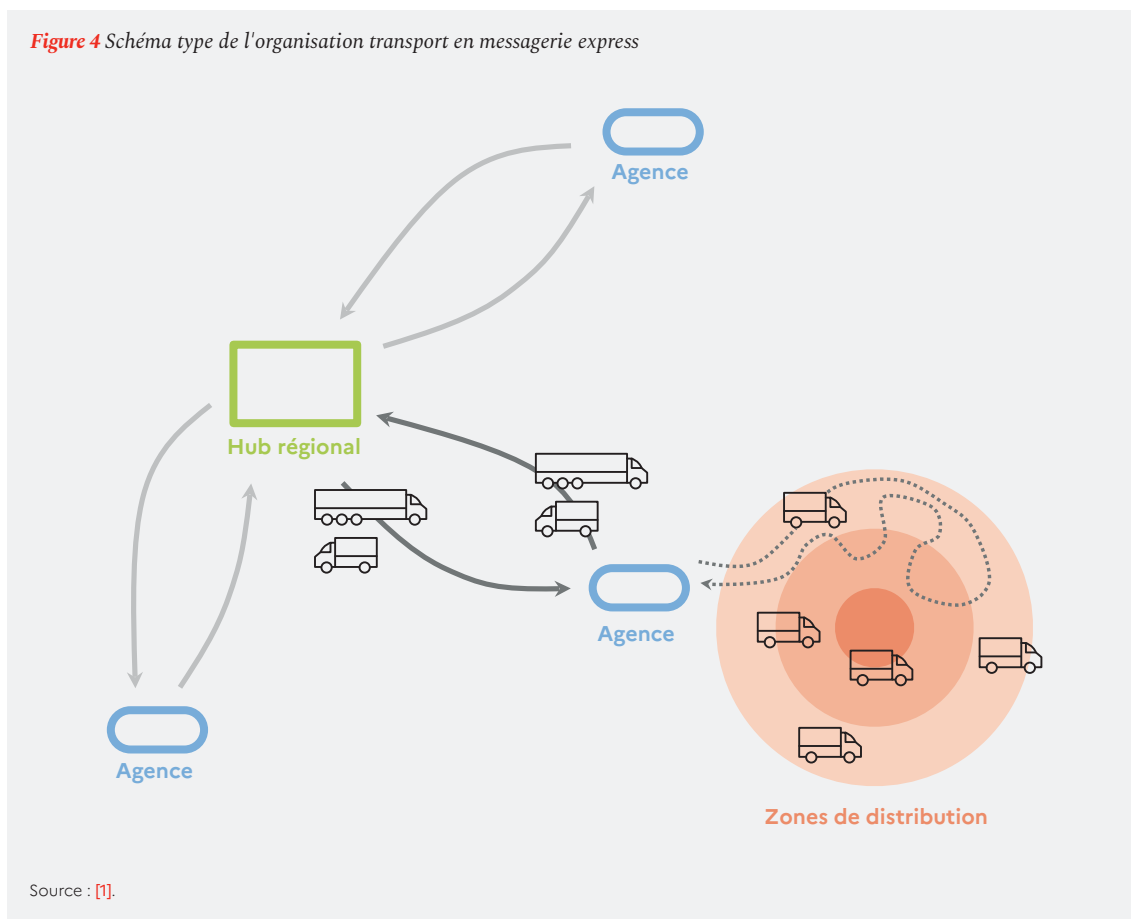 Figure 4 Schéma type de l'organisation transport en messagerie express
Agence
Hub régional
Agence
Agence
Zones de distribution
Source : [1].